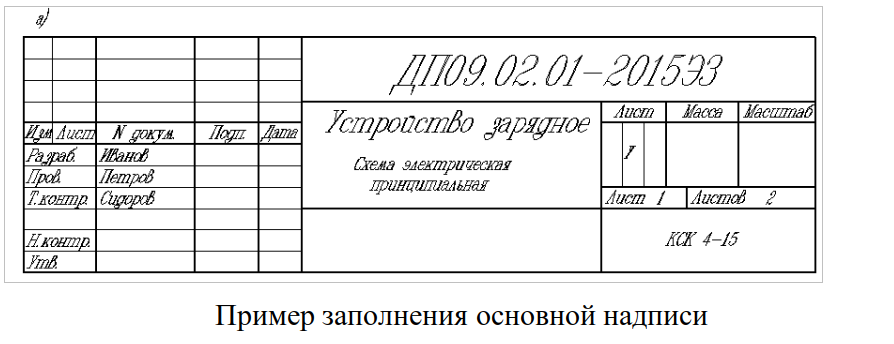 а)
ДП09.02.01-2015ЭЗ
Устройство зарядное
Схема электрическая
принципиальная
Лист Масса Масштаб
У
Лист 1 Листов 2
КСК 4-15
Изм Лист N докум. Подп. Дата
Разраб. Иванов
Пров. Петров
Т.контр. Сидоров
Н.контр.
Утв.
Пример заполнения основной надписи